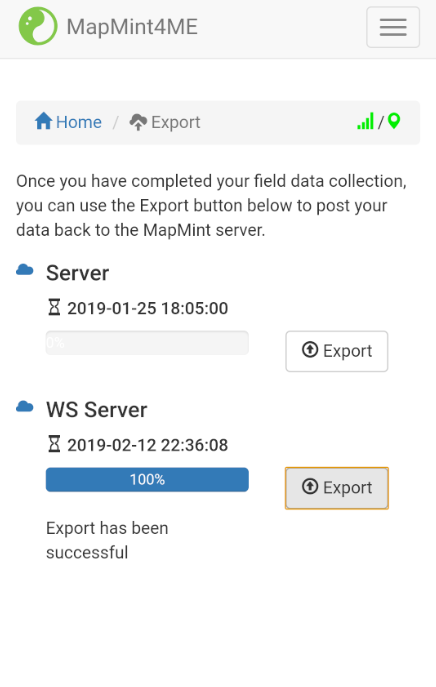 MapMint4ME
Home / Export
/
Once you have completed your field data collection,
you can use the Export button below to post your
data back to the MapMint server.
Server
2019-01-25 18:05:00
0%
Export
WS Server
2019-02-12 22:36:08
100%
Export
Export has been
successful